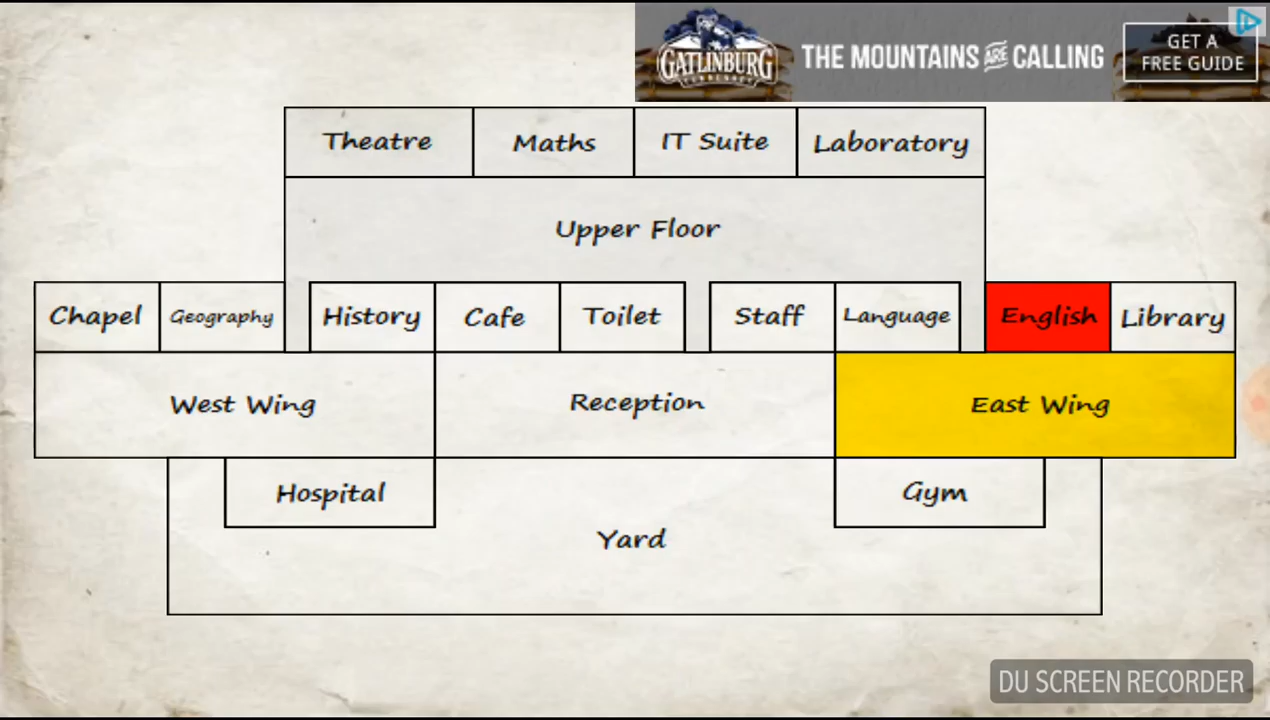 GATLINBURG
TENNESSEE
THE MOUNTAINS ARE CALLING
GET A
FREE GUIDE
Theatre
Maths
IT Suite
Laboratory
Upper Floor
Chapel
Geography
History
Cafe
Toilet
Staff
Language
English
Library
West Wing
Reception
East Wing
Hospital
Gym
Yard
DU SCREEN RECORDER